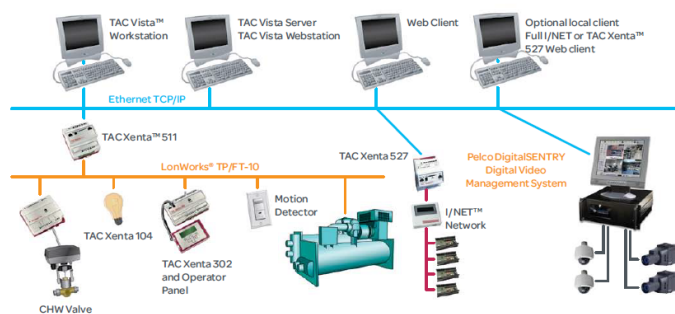 TAC Vista™
Workstation
TAC Vista Server
TAC Vista Webstation
Web Client
Optional local client
Full I/NET or TAC Xenta™
527 Web client
Ethernet TCP/IP
TAC Xenta™ 511
LonWorks® TP/FT-10
TAC Xenta 527
Pelco DigitalSENTRY
Digital Video
Management System
Motion
Detector
I/NET™
Network
TAC Xenta 104
TAC Xenta 302
and Operator
Panel
CHW Valve